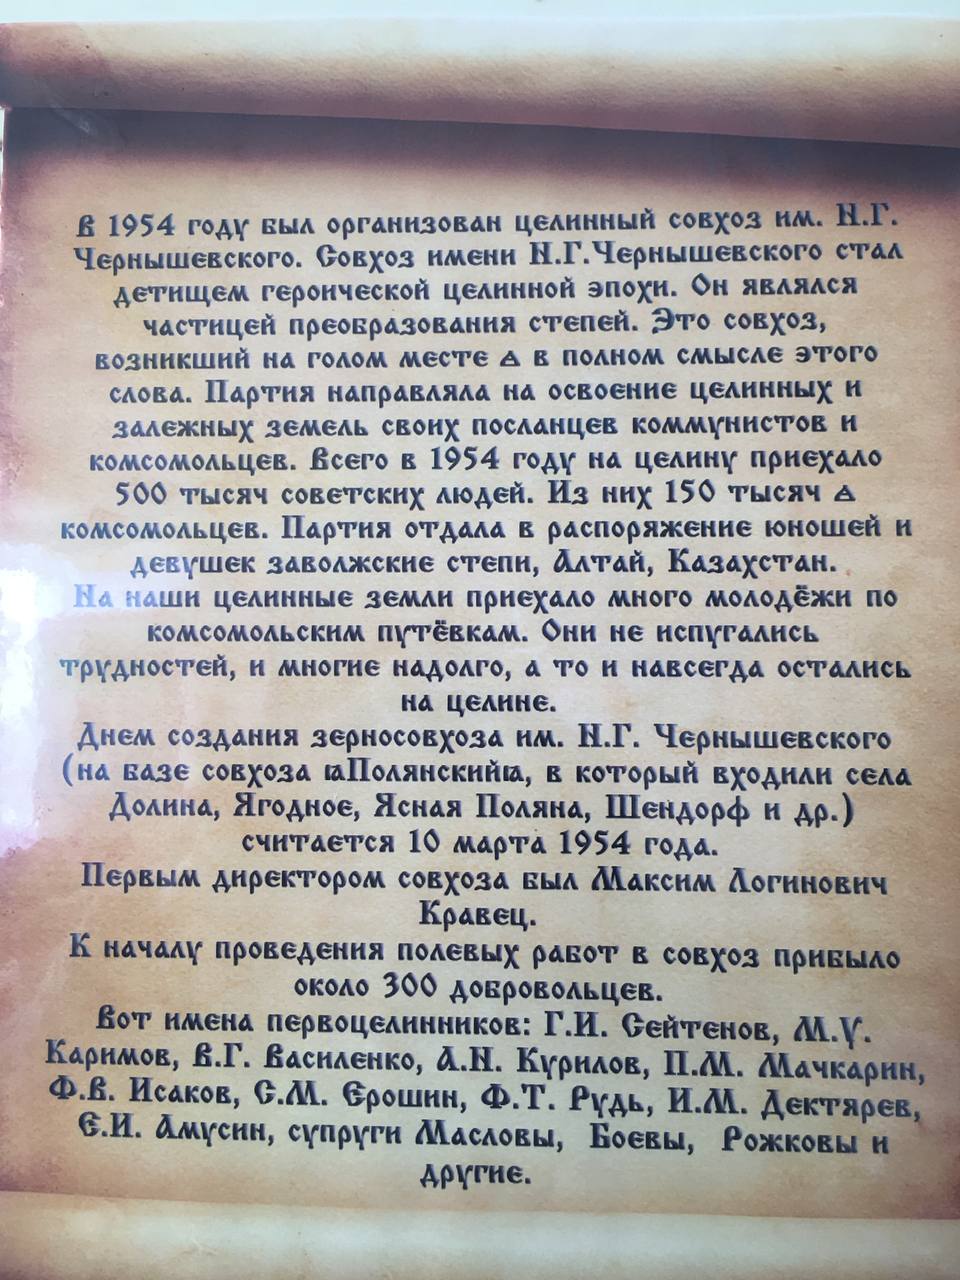 В 1954 году был организован целинный совхоз им. Н.Г.
Чернышевского. Совхоз имени Н.Г.Чернышевского стал
детищем героической целинной эпохи. Он являлся
частицей преобразования степей. Это совхоз,
возникший на голом месте ѧ в полном смысле этого
слова. Партия направляла на освоение целинных и
залежных земель своих посланцев коммунистов и
комсомольцев. Всего в 1954 году на целину приехало
500 тысяч советских людей. Из них 150 тысяч ѧ
комсомольцев. Партия отдала в распоряжение юношей и
девушек заволжские степи, Алтай, Казахстан.
На наши целинные земли приехало много молодёжи по
комсомольским путёвкам. Они не испугались
трудностей, и многие надолго, а то и навсегда остались
на целине.
Днем создания зерносовхоза им. Н.Г. Чернышевского
(на базе совхоза ꙗПолянскийꙗ, в который входили села
Долина, Ягодное, Ясная Поляна, Шендорф и др.)
считается 10 марта 1954 года.
Первым директором совхоза был Максим Логинович
Кравец.
К началу проведения полевых работ в совхоз прибыло
около 300 добровольцев.
Вот имена первоцелинников: Г.И. Сейтенов, М.У.
Каримов, В.Г. Василенко, А.Н. Курилов, П.М. Мачкарин,
Ф.В. Исаков, С.М. Ерошин, Ф.Т. Рудь, И.М. Дектярев,
Е.И. Амусин, супруги Масловы, Боевы, Рожковы и
другие.